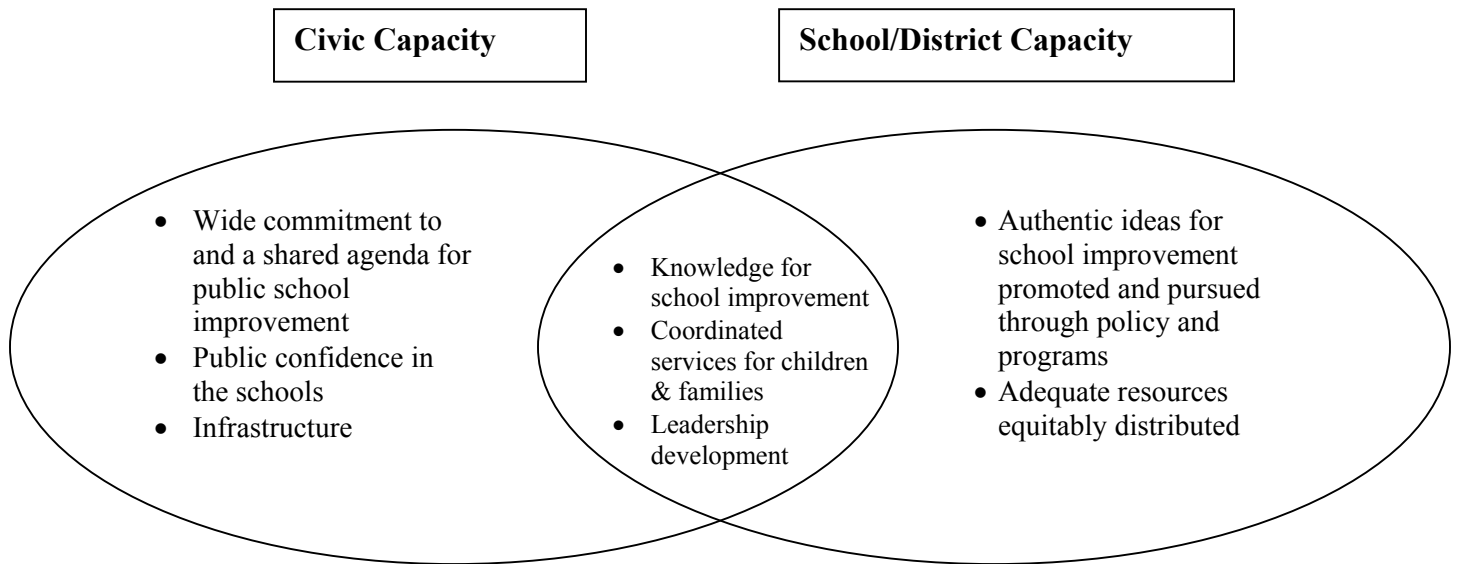 Civic Capacity
School/District Capacity
• Wide commitment to
and a shared agenda for
public school
improvement
• Public confidence in
the schools
• Infrastructure
• Knowledge for
school improvement
• Coordinated
services for children
& families
• Leadership
development
• Authentic ideas for
school improvement
promoted and pursued
through policy and
programs
• Adequate resources
equitably distributed